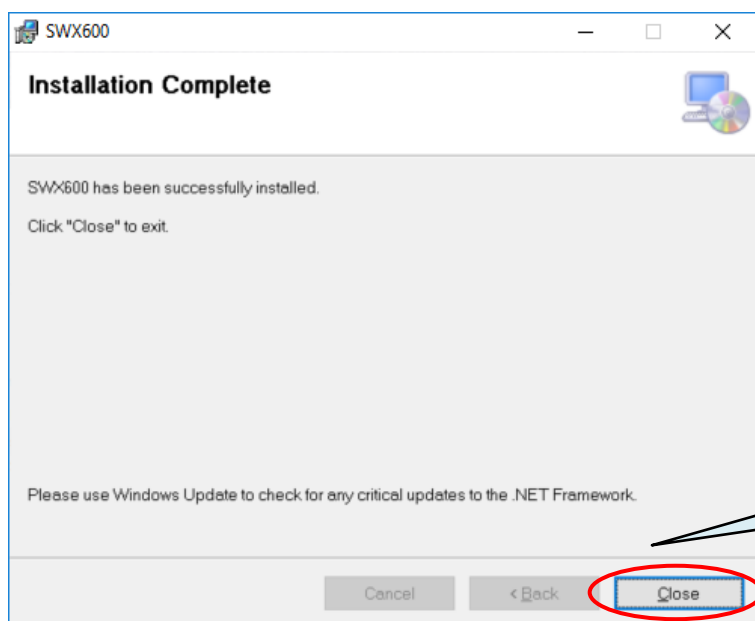 SWX600
Installation Complete
SWX600 has been successfully installed.
Click "Close" to exit.
Please use Windows Update to check for any critical updates to the .NET Framework.
Cancel
< Back
Close